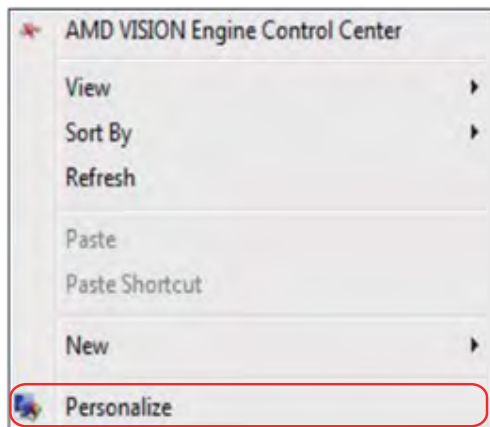 AMD VISION Engine Control Center
View
Sort By
Refresh
Paste
Paste Shortcut
New
Personalize